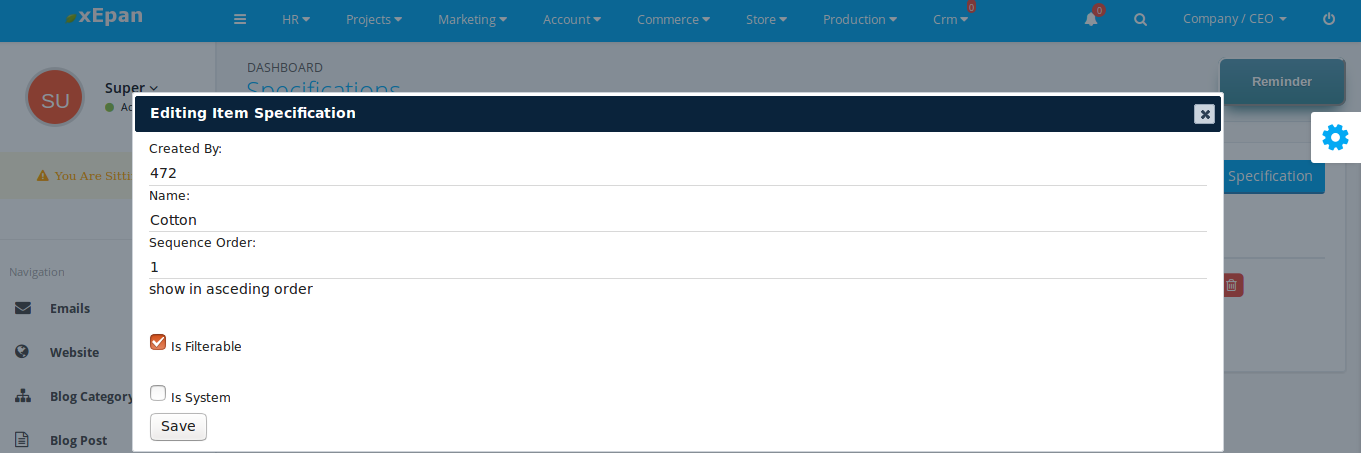 xEpan
HR Projects Marketing Account Commerce Store Production Crm 0 0 Company / CEO
SU
Super
DASHBOARD
Specifications
Reminder
Editing Item Specification
Created By:
472
You Are
Specification
Name:
Cotton
Sequence Order:
1
Navigation
show in asceding order
Emails
Is Filterable
Website
Blog Category
Is System
Save
Blog Post